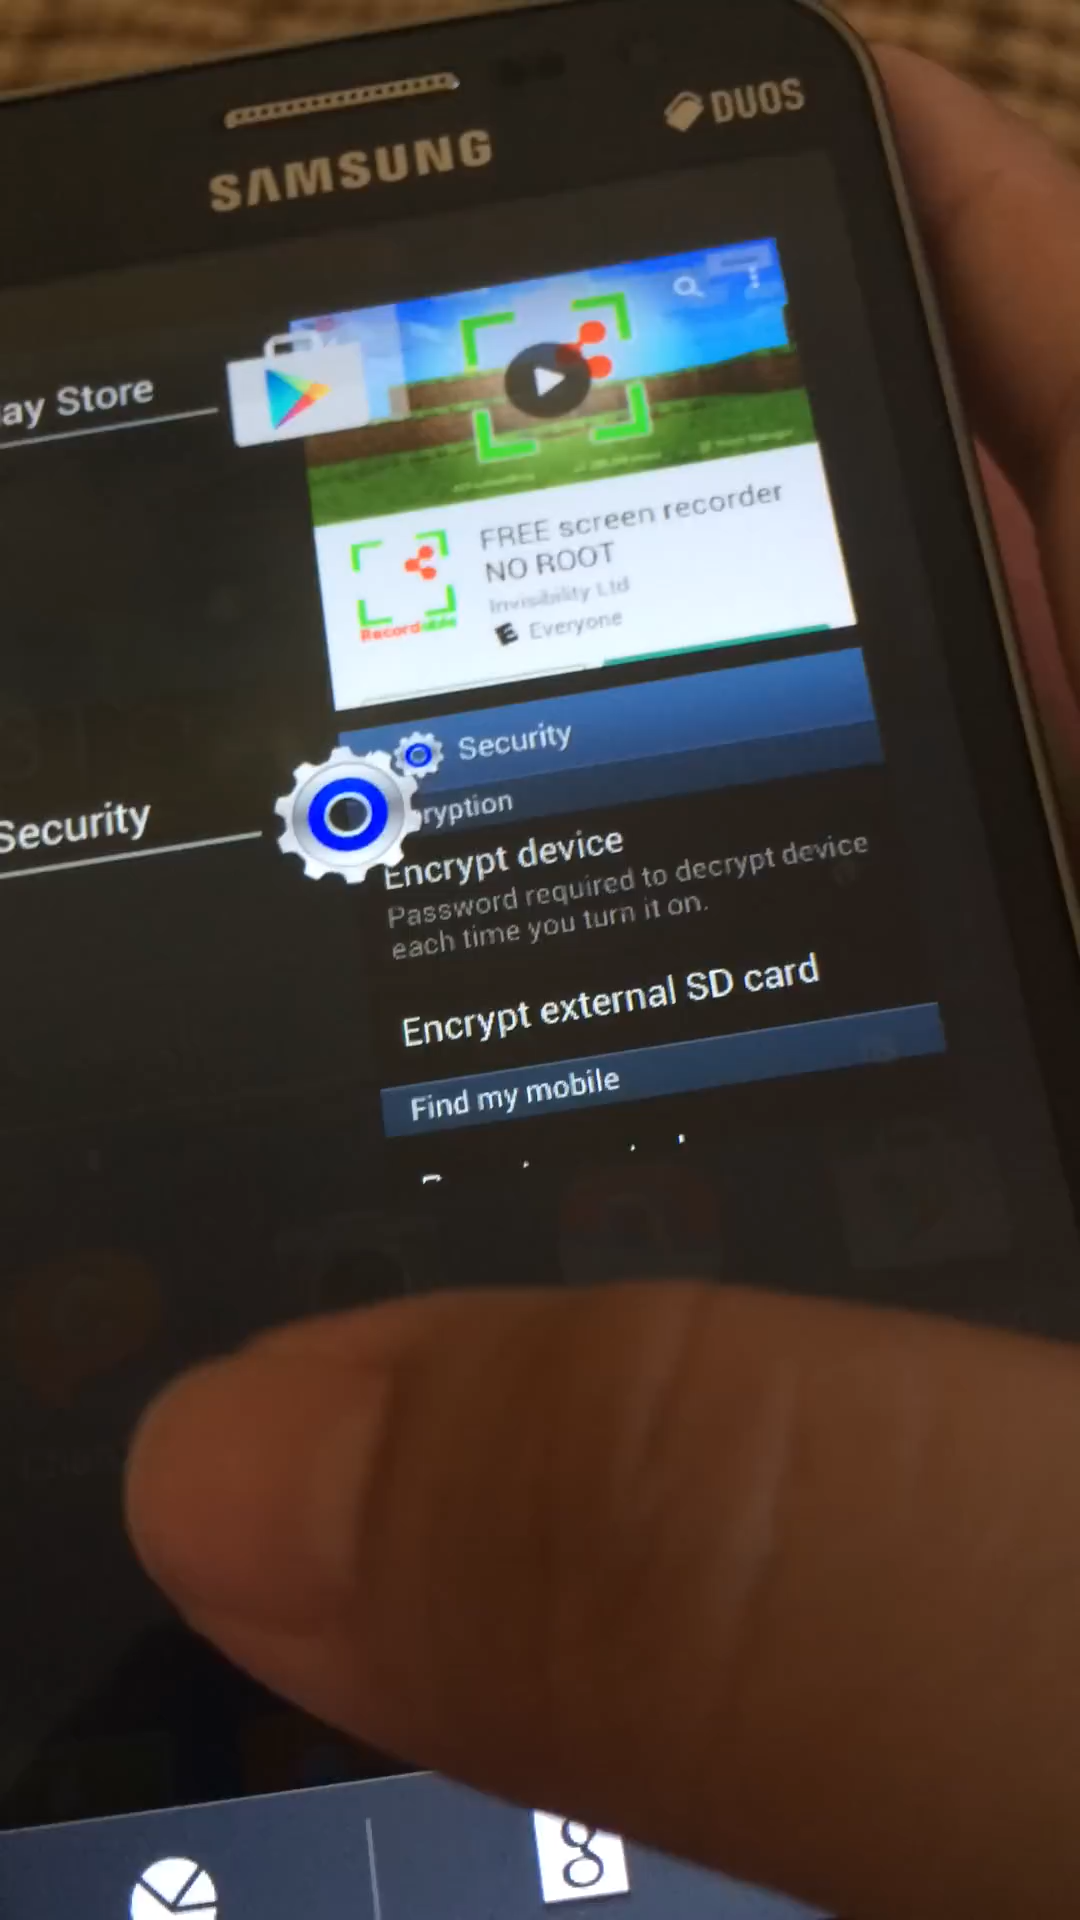 SAMSUNG
DUOS
ay Store
FREE screen recorder
NO ROOT
Invisibility Ltd
E Everyone
Recordable
Security
Security
ryption
Encrypt device
Password required to decrypt device
each time you turn it on.
Encrypt external SD card
Find my mobile
g